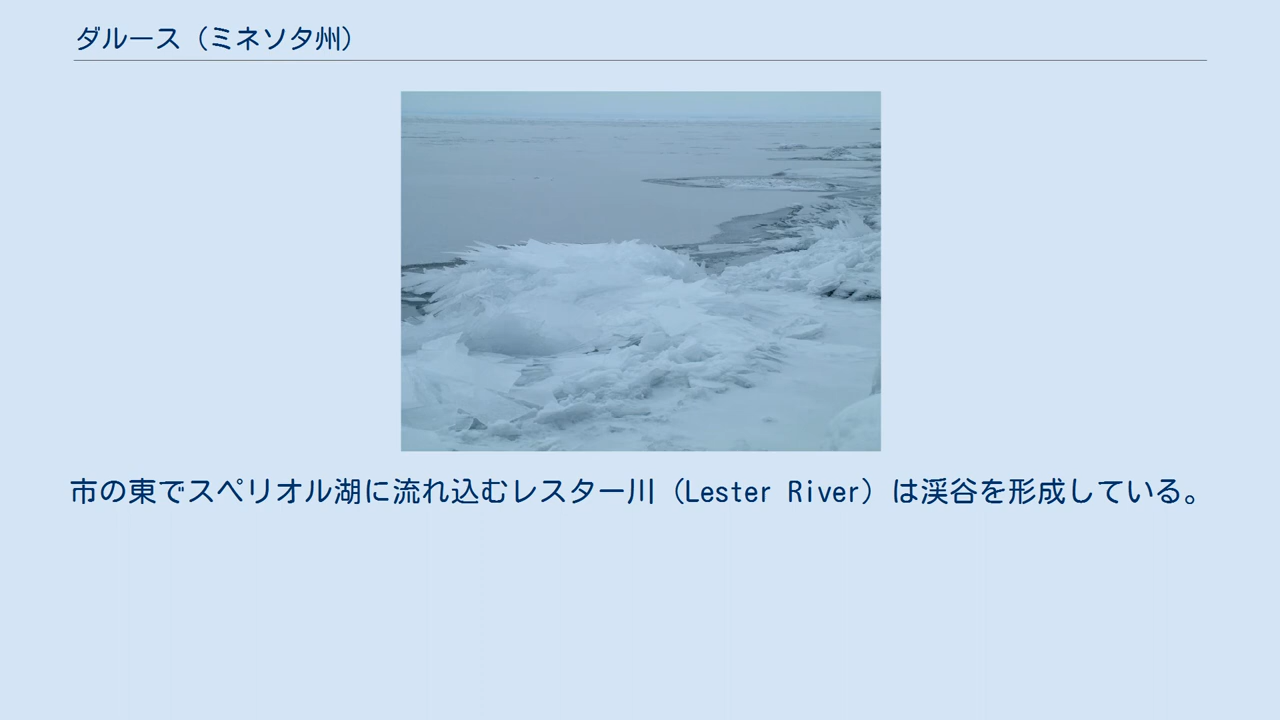 ダルース（ミネソタ州）
市の東でスペリオル湖に流れ込むレスター川（Lester River）は渓谷を形成している。